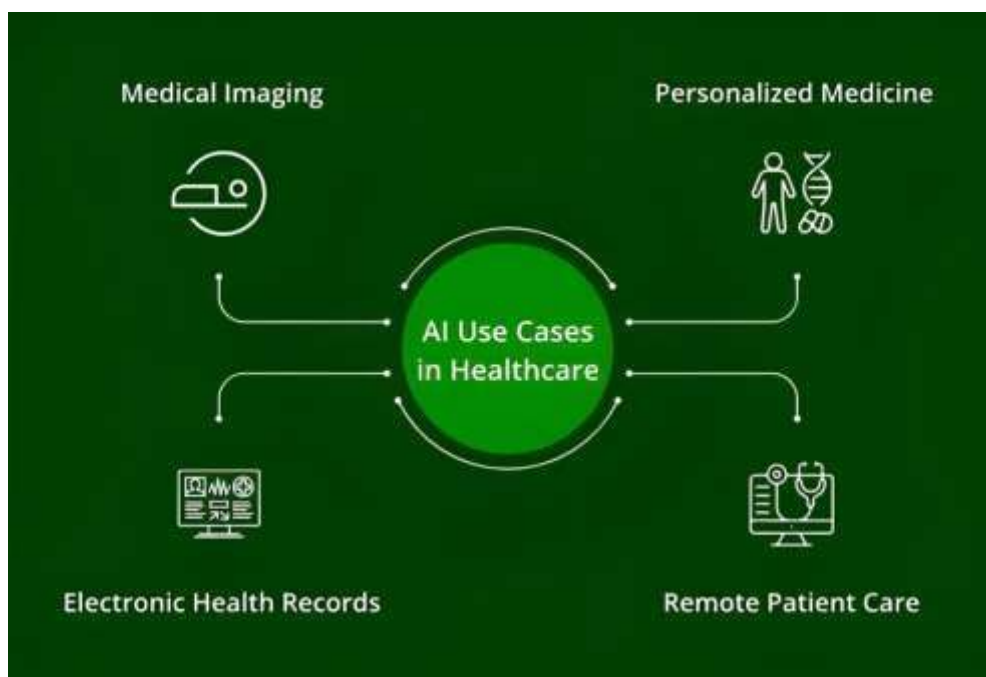 Medical Imaging
Personalized Medicine
AI Use Cases
in Healthcare
Electronic Health Records
Remote Patient Care